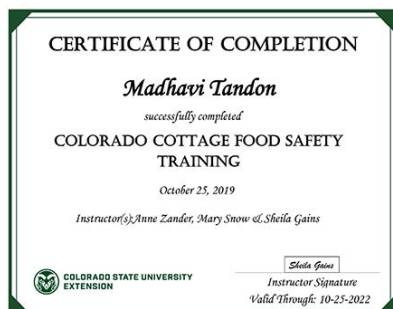 CERTIFICATE OF COMPLETION
Madhavi Tandon
successfully completed
COLORADO COTTAGE FOOD SAFETY
TRAINING
October 25, 2019
Instructor(s):Anne Zander, Mary Snow & Sheila Gains
Sheila Gains
COLORADO STATE UNIVERSITY
EXTENSION
Instructor Signature
Valid Through: 10-25-2022